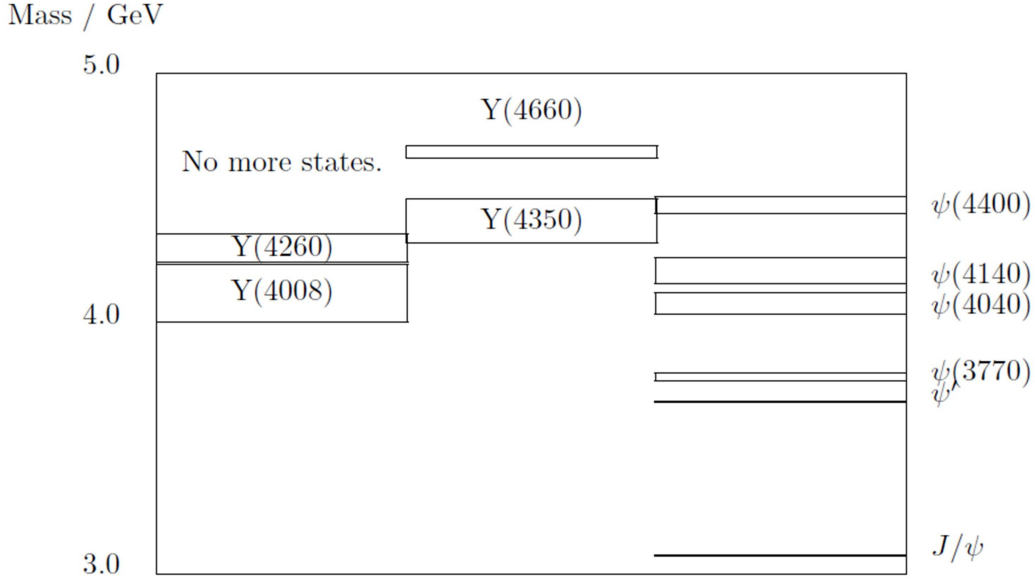 Mass / GeV
5.0
Y(4660)
No more states.
Y(4350)
ψ(4400)
Y(4260)
ψ(4140)
Y(4008)
4.0
ψ(4040)
ψ(3770)
ψ′
J/ψ
3.0